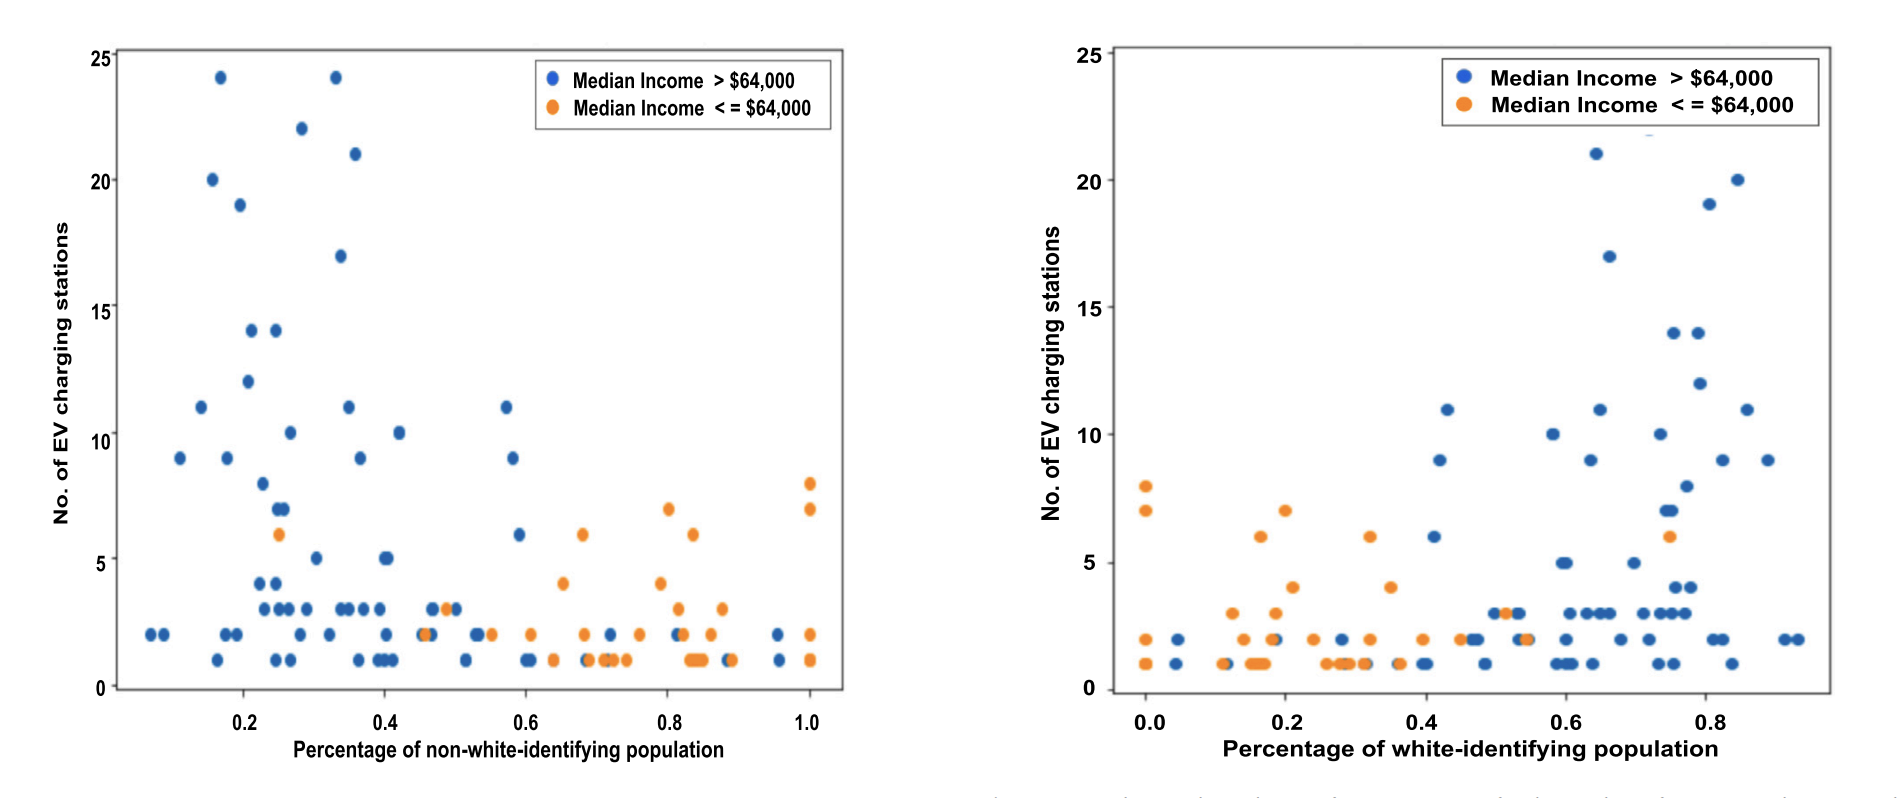 25
20
15
10
5
0
No. of EV charging stations
Median Income > $64,000
Median Income < = $64,000
0.2 0.4 0.6 0.8 1.0
Percentage of non-white-identifying population
25
20
15
10
5
0
No. of EV charging stations
Median Income > $64,000
Median Income < = $64,000
0.0 0.2 0.4 0.6 0.8
Percentage of white-identifying population